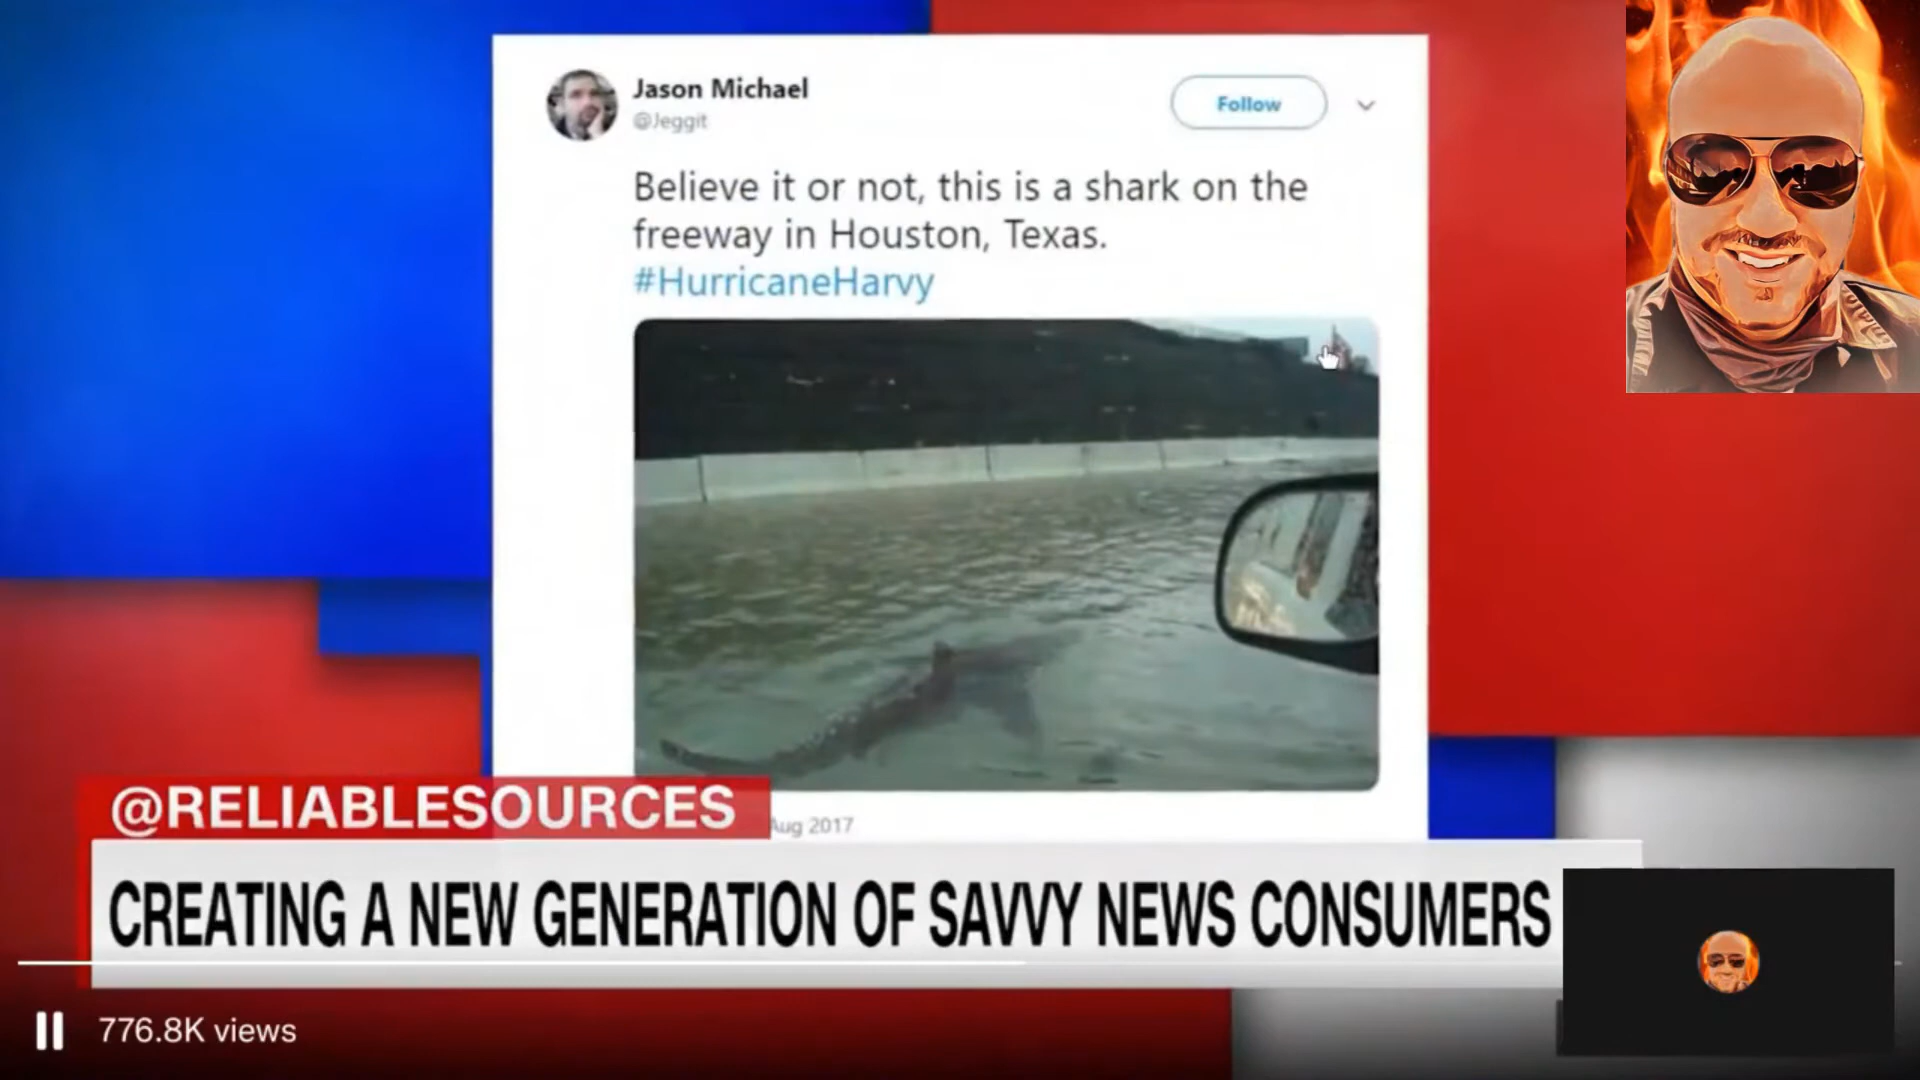 Jason Michael
@Jeggit
Follow
Believe it or not, this is a shark on the
freeway in Houston, Texas.
#HurricaneHarvy
@RELIABLESOURCES
Aug 2017
CREATING A NEW GENERATION OF SAVVY NEWS CONSUMERS
776.8K views